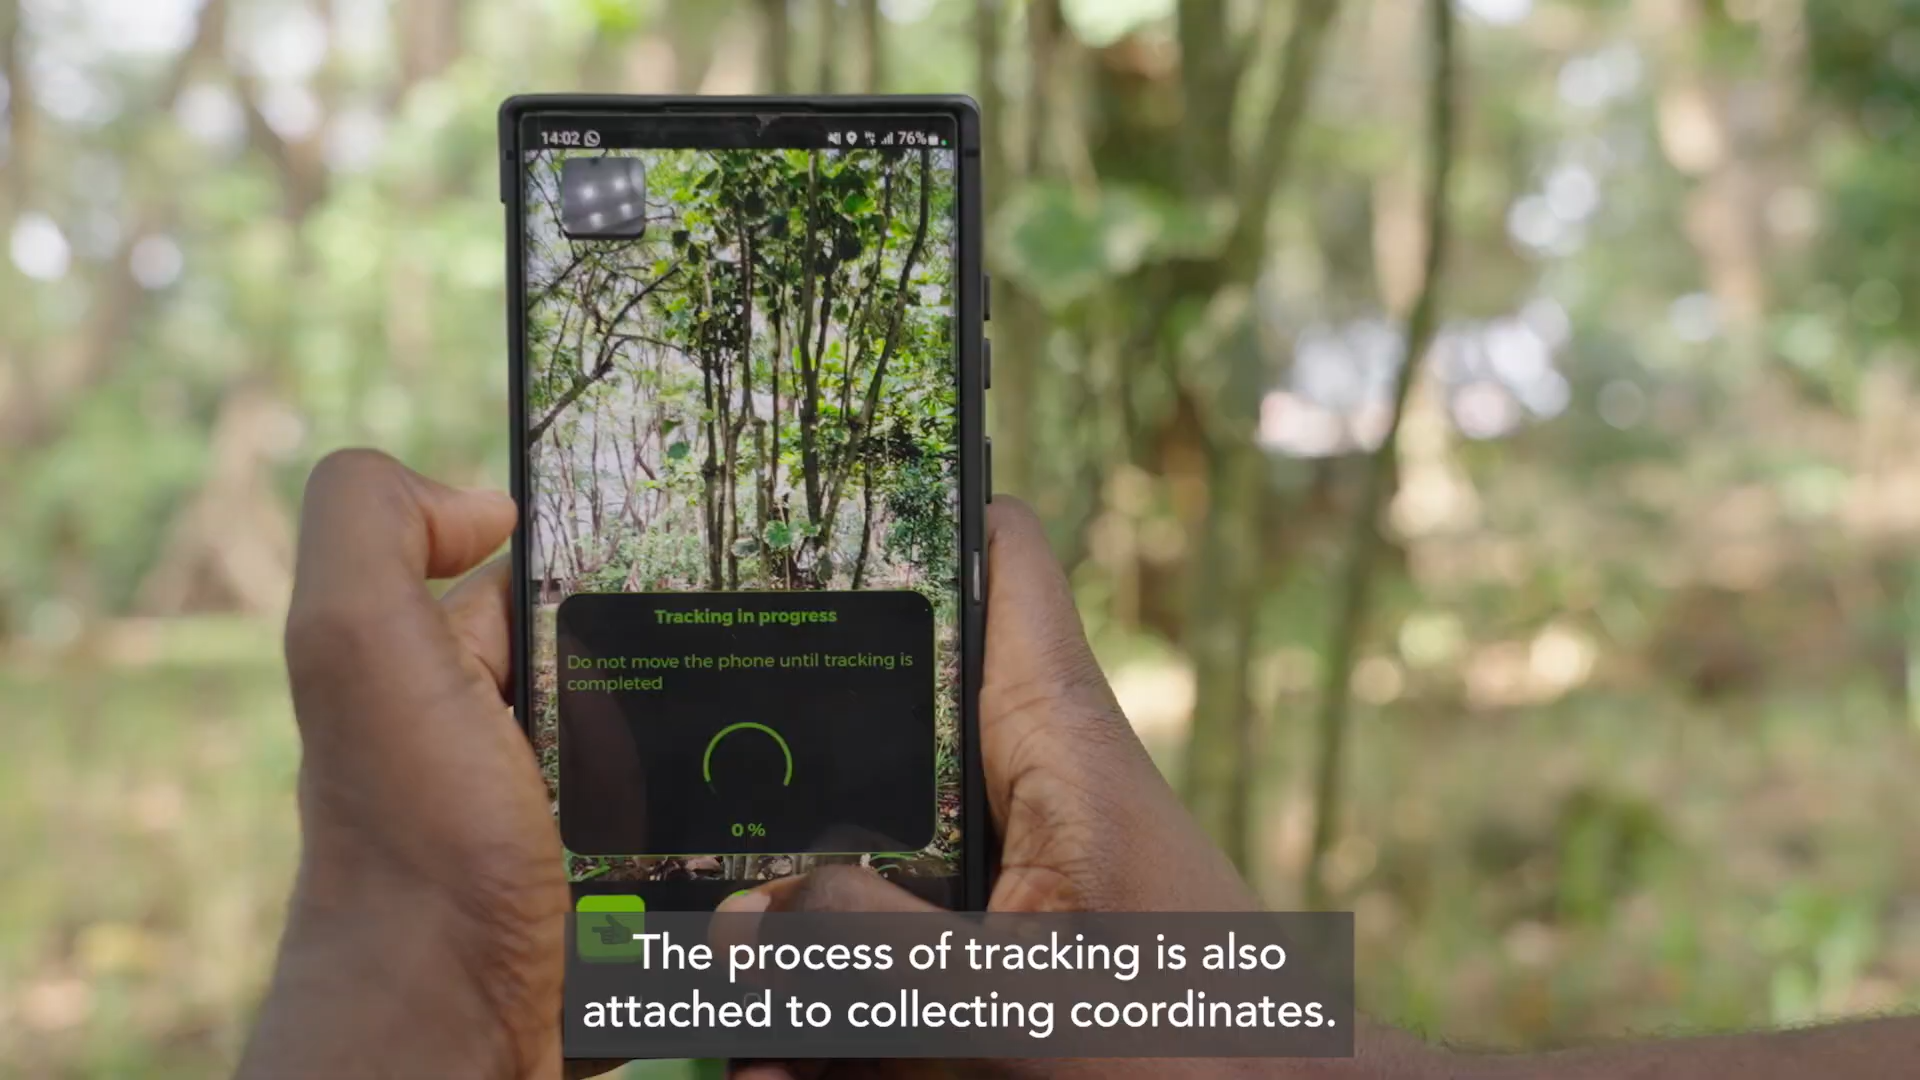 14:02 76%
Tracking in progress
Do not move the phone until tracking is
completed
0 %
The process of tracking is also
attached to collecting coordinates.